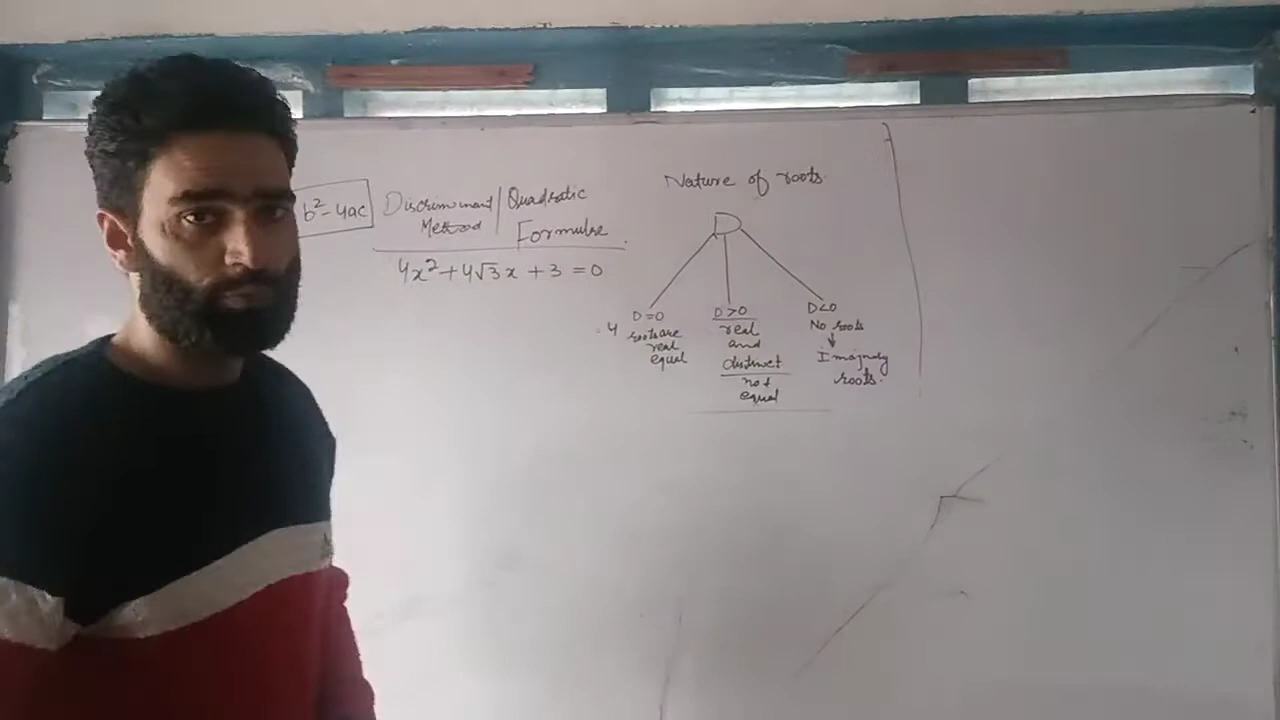 b²-4ac
Discriminant Method / Quadratic Formulae.
4x²+4√3x+3=0
Nature of roots.
D
D=0
roots are
real
equal
D>0
real
and
distinct
not
equal
D<0
No roots
↓
Imaginary
roots.